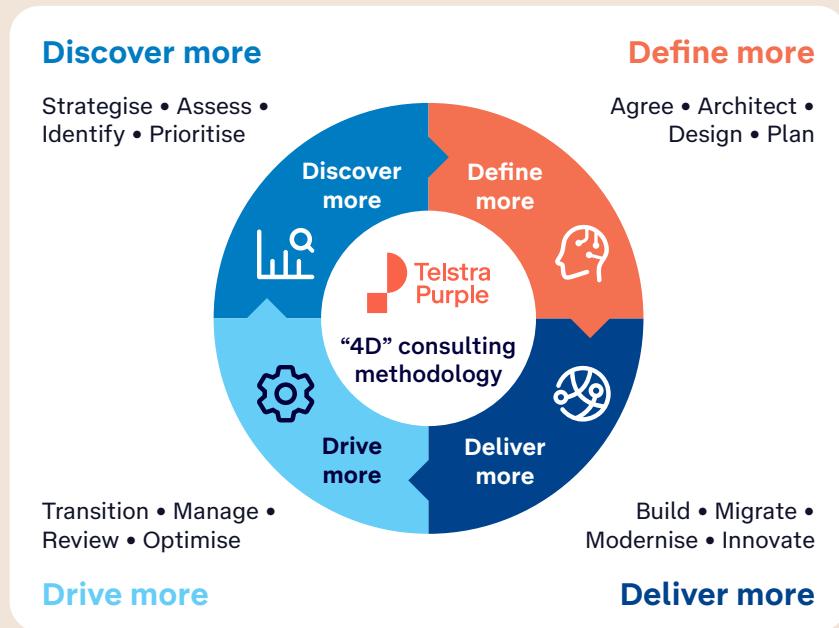 Discover more
Strategise • Assess •
Identify • Prioritise
Define more
Agree • Architect •
Design • Plan
Discover
more
Define
more
Telstra
Purple
“4D” consulting
methodology
Drive
more
Deliver
more
Transition • Manage •
Review • Optimise
Drive more
Build • Migrate •
Modernise • Innovate
Deliver more